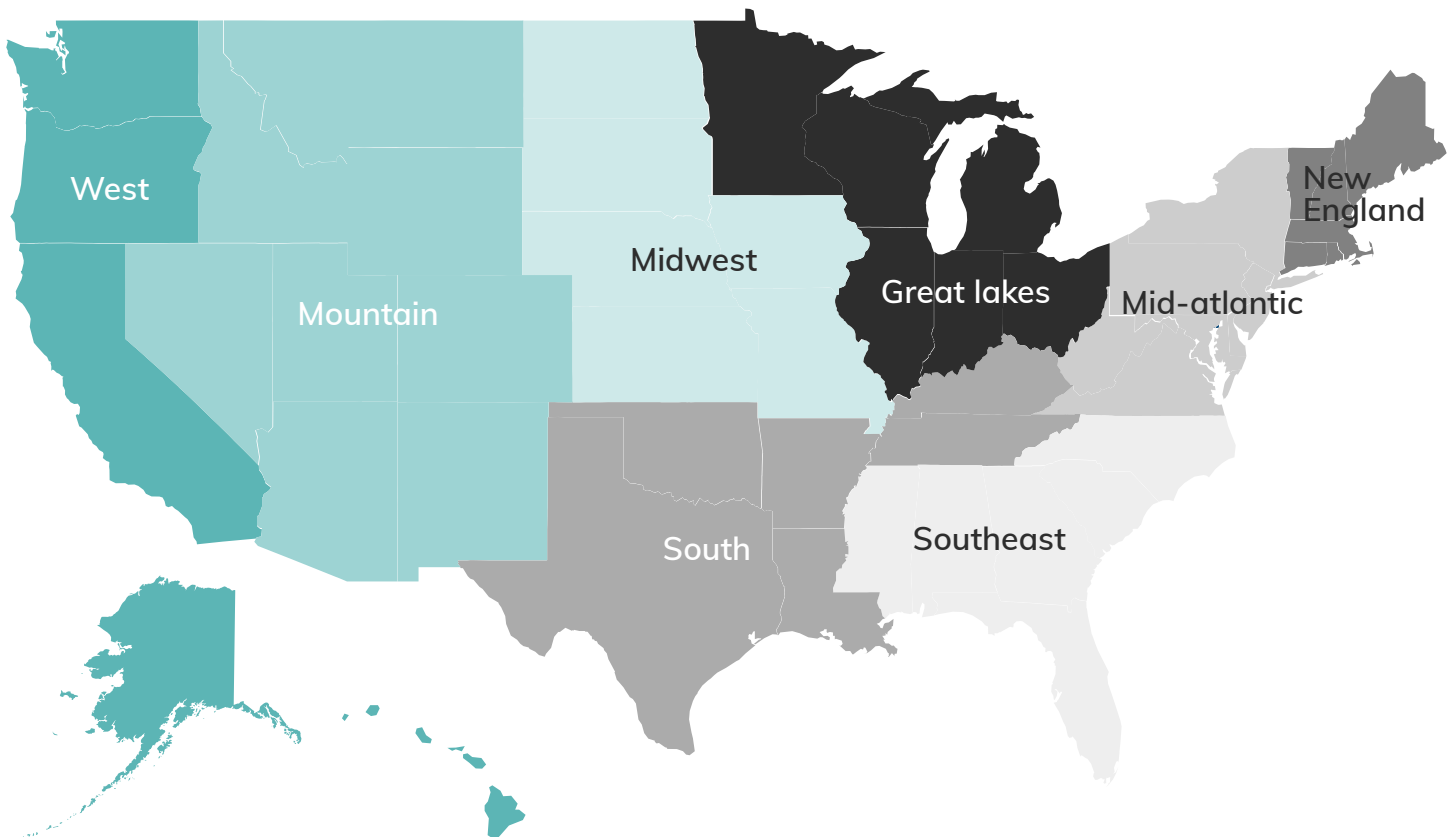 West
Mountain
Midwest
Great lakes
Mid-atlantic
New
England
South
Southeast